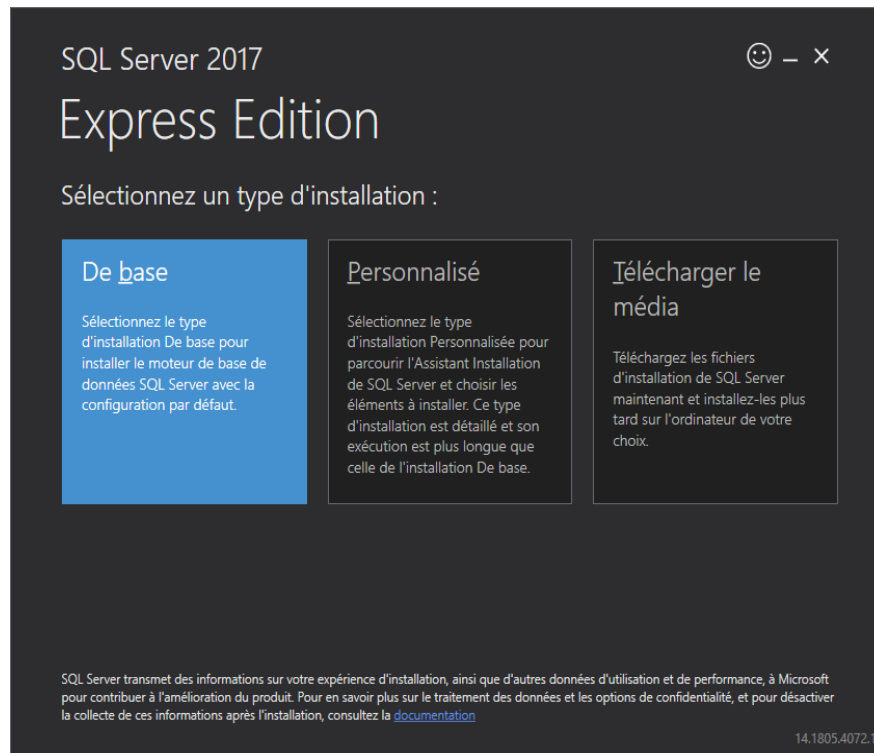 SQL Server 2017
Express Edition
Sélectionnez un type d'installation :
De base
Sélectionnez le type
d'installation De base pour
installer le moteur de base de
données SQL Server avec la
configuration par défaut.
Personnalisé
Sélectionnez le type
d'installation Personnalisée pour
parcourir l'Assistant Installation
de SQL Server et choisir les
éléments à installer. Ce type
d'installation est détaillé et son
exécution est plus longue que
celle de l'installation De base.
Télécharger le
média
Téléchargez les fichiers
d'installation de SQL Server
maintenant et installez-les plus
tard sur l'ordinateur de votre
choix.
SQL Server transmet des informations sur votre expérience d'installation, ainsi que d'autres données d'utilisation et de performance, à Microsoft
pour contribuer à l'amélioration du produit. Pour en savoir plus sur le traitement des données et les options de confidentialité, et pour désactiver
la collecte de ces informations après l'installation, consultez la documentation
14.1805.4072.1